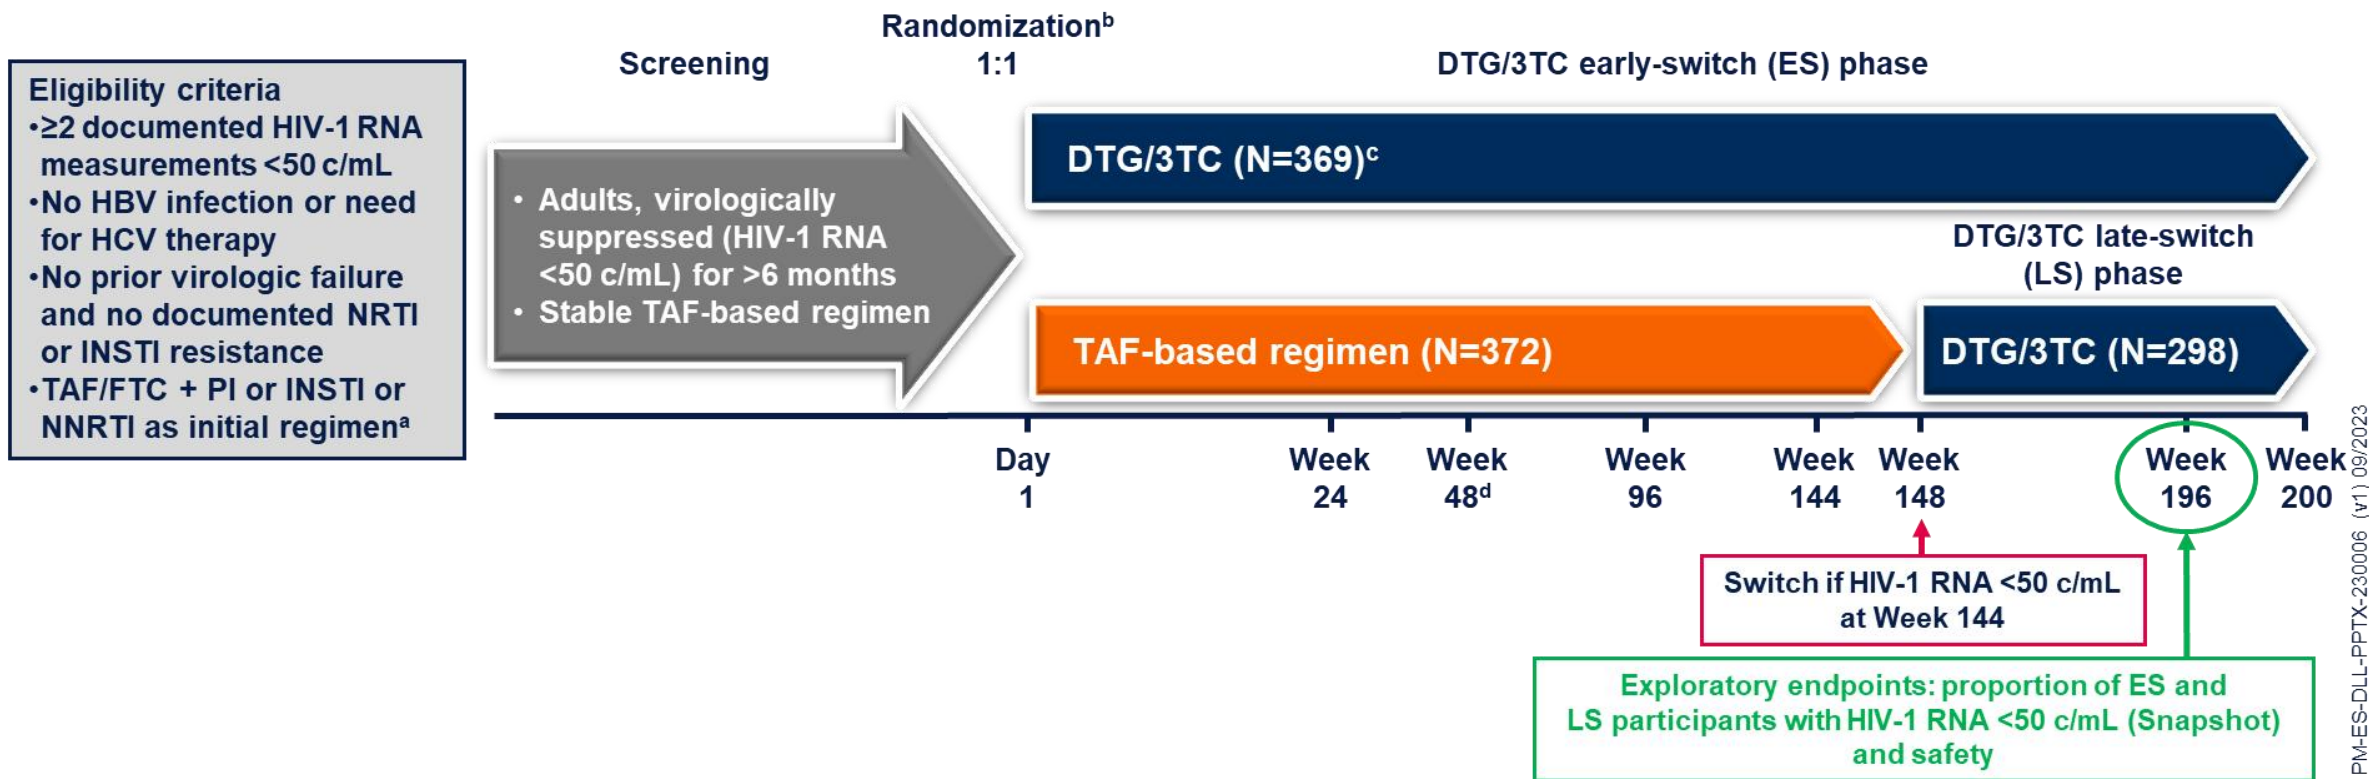 Eligibility criteria
•≥2 documented HIV-1 RNA
measurements <50 c/mL
•No HBV infection or need
for HCV therapy
•No prior virologic failure
and no documented NRTI
or INSTI resistance
•TAF/FTC + PI or INSTI or
NNRTI as initial regimenᵃ
Screening
Randomizationᵇ
1:1
DTG/3TC early-switch (ES) phase
• Adults, virologically
suppressed (HIV-1 RNA
<50 c/mL) for >6 months
• Stable TAF-based regimen
DTG/3TC (N=369)ᶜ
DTG/3TC late-switch
(LS) phase
TAF-based regimen (N=372)
DTG/3TC (N=298)
Day
1
Week
24
Week
48ᵈ
Week
96
Week
144
Week
148
Week
196
Week
200
Switch if HIV-1 RNA <50 c/mL
at Week 144
Exploratory endpoints: proportion of ES and
LS participants with HIV-1 RNA <50 c/mL (Snapshot)
and safety
PM-ES-DLL-PPTX-230006 (v1) 09/2023